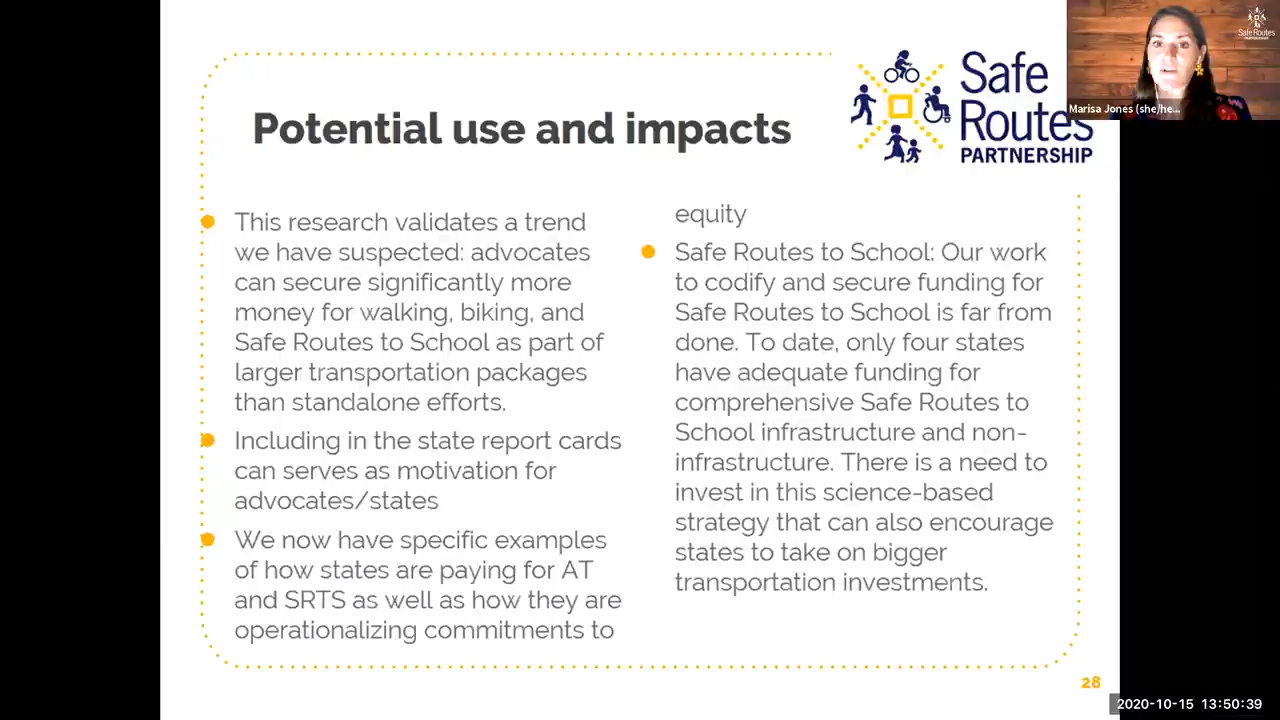 Potential use and impacts
Safe
Routes
PARTNERSHIP
Safe Routes
PARTNERSHIP
Marisa Jones (she/he...
This research validates a trend
we have suspected: advocates
can secure significantly more
money for walking, biking, and
Safe Routes to School as part of
larger transportation packages
than standalone efforts.
Including in the state report cards
can serves as motivation for
advocates/states
We now have specific examples
of how states are paying for AT
and SRTS as well as how they are
operationalizing commitments to
equity
Safe Routes to School: Our work
to codify and secure funding for
Safe Routes to School is far from
done. To date, only four states
have adequate funding for
comprehensive Safe Routes to
School infrastructure and non-
infrastructure. There is a need to
invest in this science-based
strategy that can also encourage
states to take on bigger
transportation investments.
28
2020-10-15 13:50:39